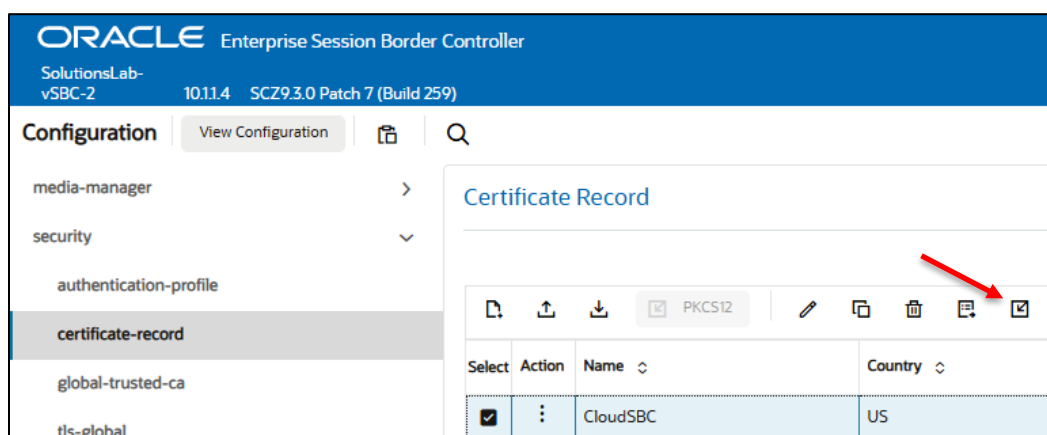 ORACLE Enterprise Session Border Controller
SolutionsLab-
vSBC-2 10.1.1.4 SCZ9.3.0 Patch 7 (Build 259)
Configuration View Configuration
media-manager
Certificate Record
security
authentication-profile
PKCS12
certificate-record
Select Action Name Country
global-trusted-ca
CloudSBC US
tls-global